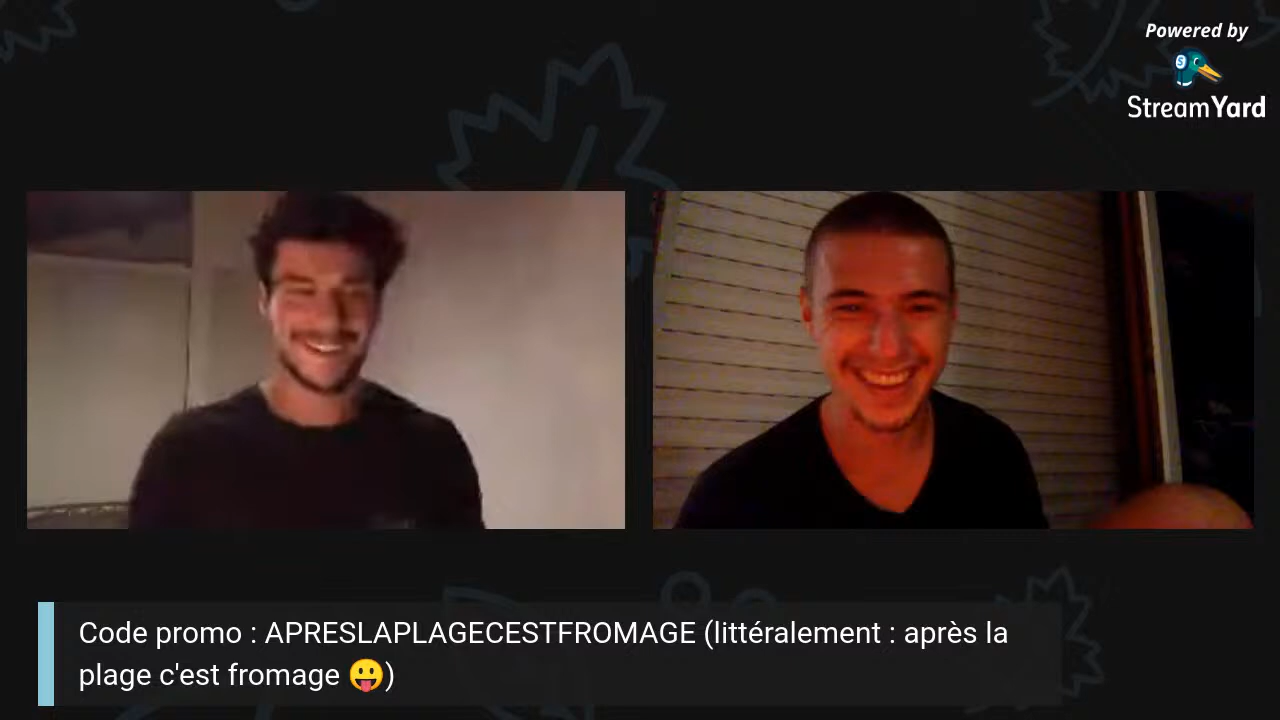 Powered by
StreamYard
Code promo : APRESLAPLAGECESTFROMAGE (littéralement : après la
plage c'est fromage 😛)